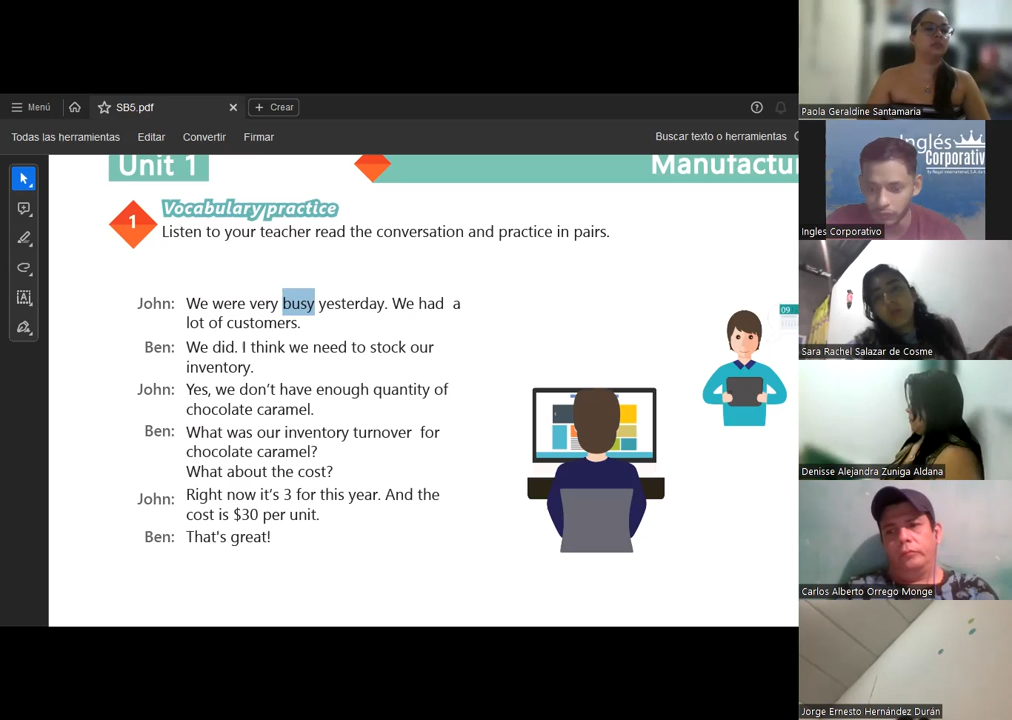 Paola Geraldine Santamaria
Menú
SB5.pdf
Crear
Todas las herramientas
Editar
Convertir
Firmar
Buscar texto o herramientas
Unit 1
Manufactu
1
Vocabulary practice
Listen to your teacher read the conversation and practice in pairs.
John: We were very busy yesterday. We had a
lot of customers.
Ben: We did. I think we need to stock our
inventory.
John: Yes, we don't have enough quantity of
chocolate caramel.
Ben: What was our inventory turnover for
chocolate caramel?
What about the cost?
John: Right now it's 3 for this year. And the
cost is $30 per unit.
Ben: That's great!
09
Inglés
Corporativo
Ingles Corporativo
Sara Rachel Salazar de Cosme
Denisse Alejandra Zuniga Aldana
Carlos Alberto Orrego Monge
Jorge Ernesto Hernández Durán